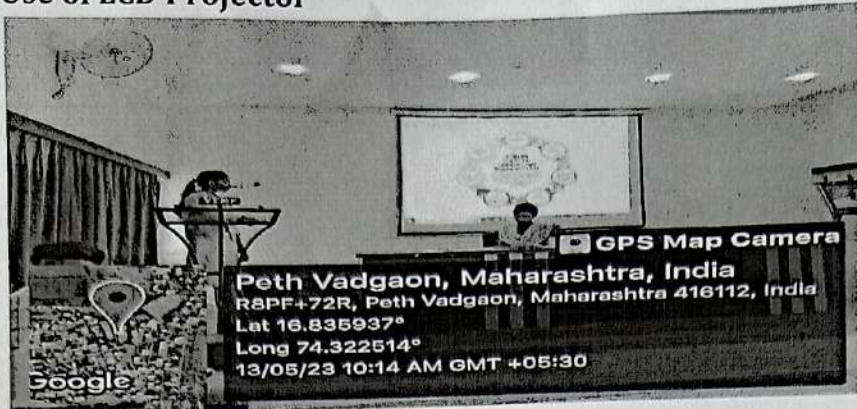 Use of LCD Projector
GPS Map Camera
Peth Vadgaon, Maharashtra, India
R8PF+72R, Peth Vadgaon, Maharashtra 416112, India
Lat 16.835937°
Long 74.322514°
13/05/23 10:14 AM GMT +05:30
Google